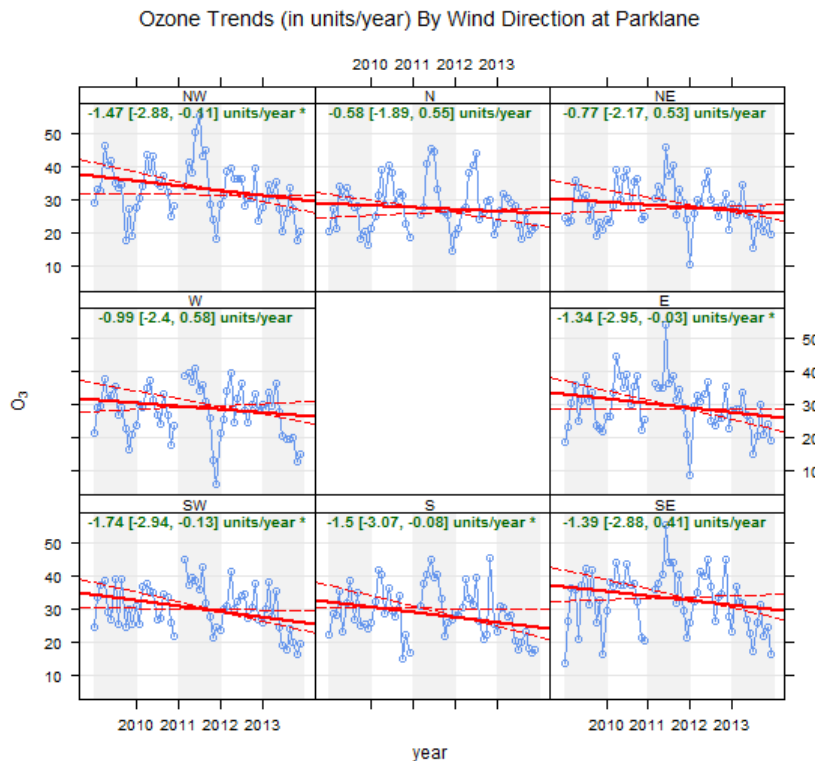 Ozone Trends (in units/year) By Wind Direction at Parklane
2010 2011 2012 2013
NW N NE
-1.47 [-2.88, -0.11] units/year * -0.58 [-1.89, 0.55] units/year -0.77 [-2.17, 0.53] units/year
50
40
30
20
10
W E
-0.99 [-2.4, 0.58] units/year -1.34 [-2.95, -0.03] units/year *
50
40
30
20
10
O3
SW S SE
-1.74 [-2.94, -0.13] units/year * -1.5 [-3.07, -0.08] units/year * -1.39 [-2.88, 0.41] units/year
50
40
30
20
10
2010 2011 2012 2013 2010 2011 2012 2013
year